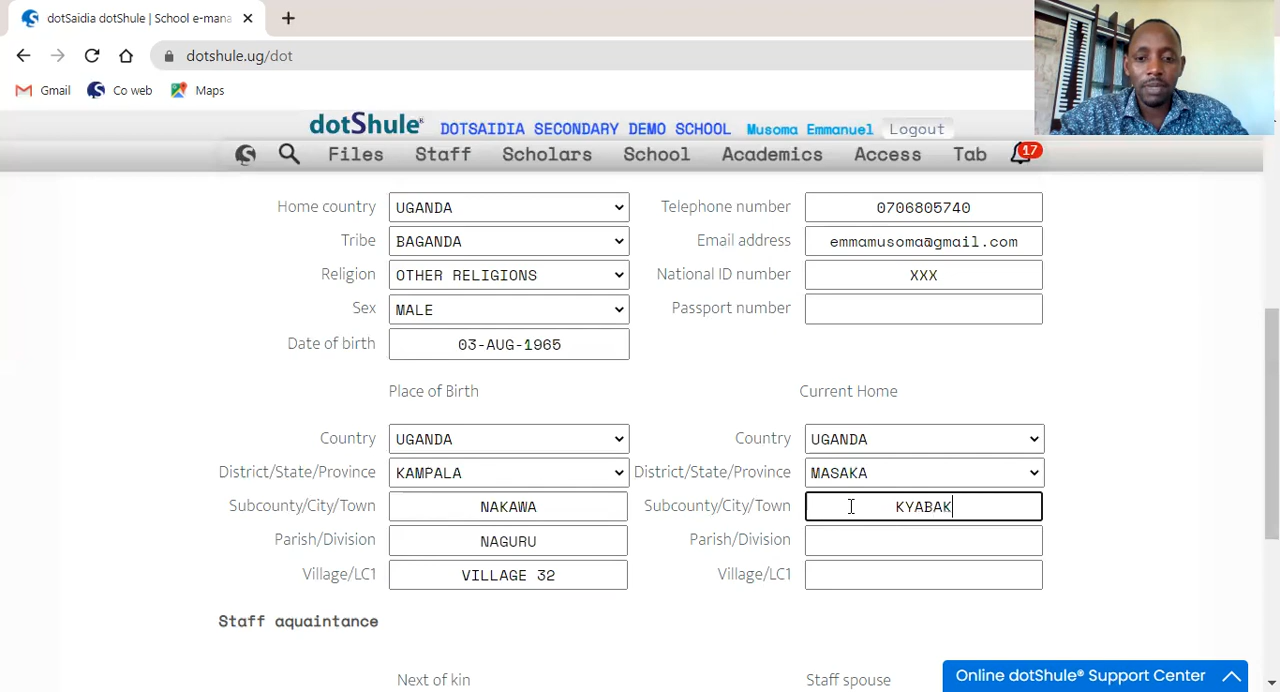 dotSaidia dotShule | School e-mana
dotshule.ug/dot
Gmail Co web Maps
dotShule® DOTSAIDIA SECONDARY DEMO SCHOOL Musoma Emmanuel Logout
Files Staff Scholars School Academics Access Tab 17
Home country UGANDA Telephone number 0706805740
Tribe BAGANDA Email address emmamusoma@gmail.com
Religion OTHER RELIGIONS National ID number XXX
Sex MALE Passport number
Date of birth 03-AUG-1965
Place of Birth Current Home
Country UGANDA Country UGANDA
District/State/Province KAMPALA District/State/Province MASAKA
Subcounty/City/Town NAKAWA Subcounty/City/Town KYABAK
Parish/Division NAGURU Parish/Division
Village/LC1 VILLAGE 32 Village/LC1
Staff aquaintance
Next of kin Staff spouse
Online dotShule® Support Center